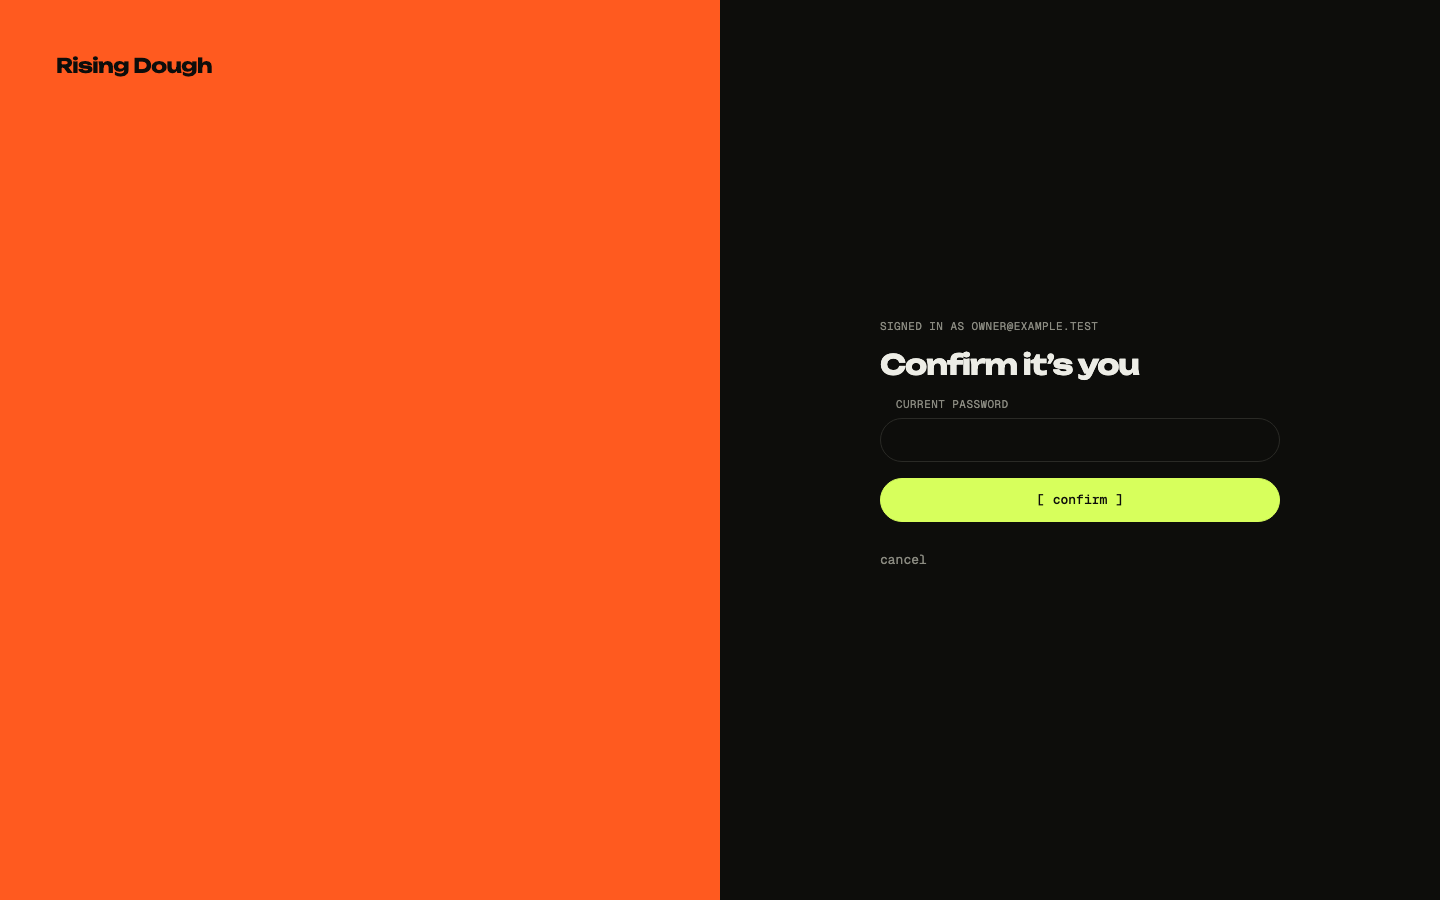 Rising Dough
SIGNED IN AS OWNER@EXAMPLE.TEST
Confirm it’s you
CURRENT PASSWORD
[ confirm ]
cancel